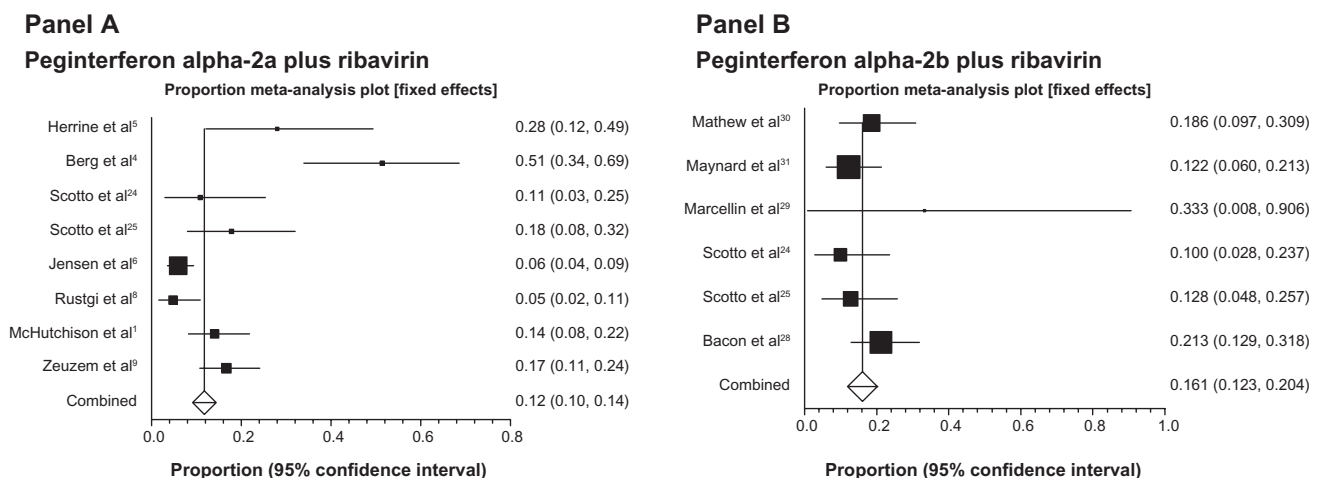 Panel A
Peginterferon alpha-2a plus ribavirin
Proportion meta-analysis plot [fixed effects]
Herrine et al⁵ 0.28 (0.12, 0.49)
Berg et al⁴ 0.51 (0.34, 0.69)
Scotto et al²⁴ 0.11 (0.03, 0.25)
Scotto et al²⁵ 0.18 (0.08, 0.32)
Jensen et al⁶ 0.06 (0.04, 0.09)
Rustgi et al⁸ 0.05 (0.02, 0.11)
McHutchison et al¹ 0.14 (0.08, 0.22)
Zeuzem et al⁹ 0.17 (0.11, 0.24)
Combined 0.12 (0.10, 0.14)
0.0 0.2 0.4 0.6 0.8
Proportion (95% confidence interval)
Panel B
Peginterferon alpha-2b plus ribavirin
Proportion meta-analysis plot [fixed effects]
Mathew et al³⁰ 0.186 (0.097, 0.309)
Maynard et al³¹ 0.122 (0.060, 0.213)
Marcellin et al²⁹ 0.333 (0.008, 0.906)
Scotto et al²⁴ 0.100 (0.028, 0.237)
Scotto et al²⁵ 0.128 (0.048, 0.257)
Bacon et al²⁸ 0.213 (0.129, 0.318)
Combined 0.161 (0.123, 0.204)
0.0 0.2 0.4 0.6 0.8 1.0
Proportion (95% confidence interval)